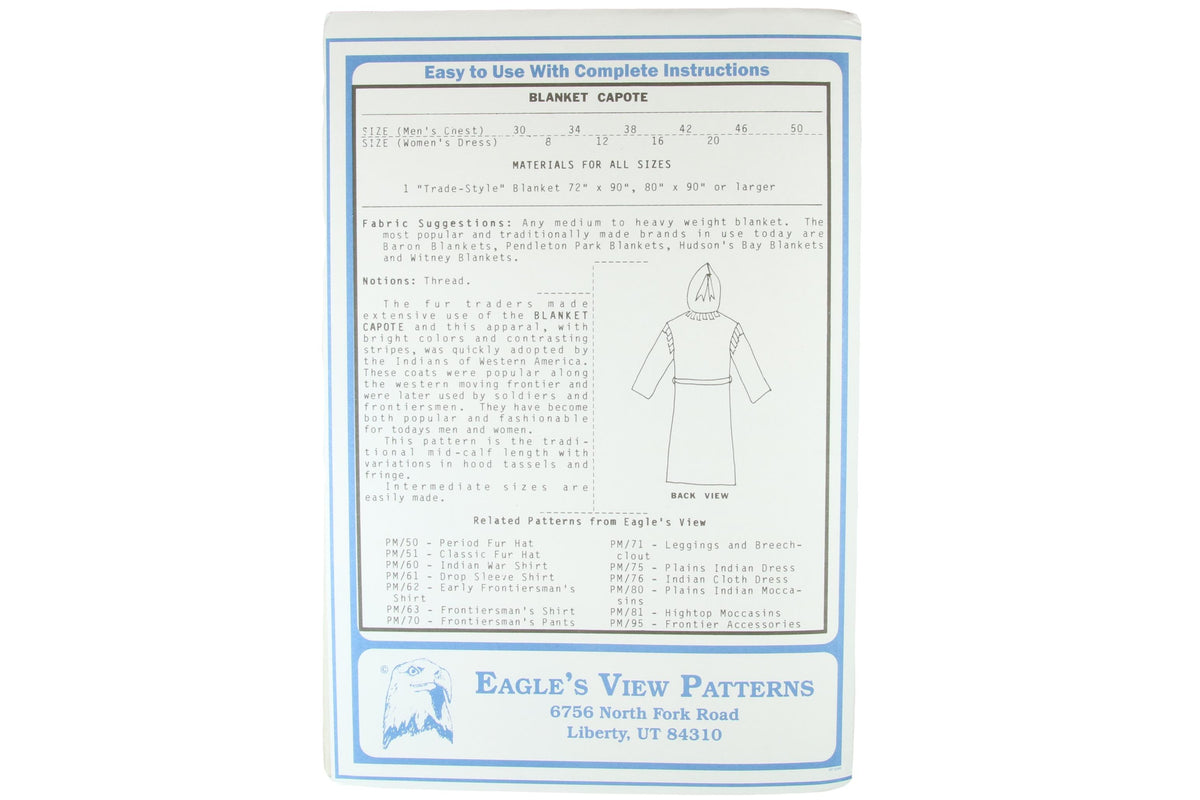 Easy to Use With Complete Instructions
BLANKET CAPOTE
SIZE (Men's Chest) 30 34 38 42 46 50
SIZE (Women's Dress) 8 12 16 20
MATERIALS FOR ALL SIZES
1 "Trade-Style" Blanket 72" x 90", 80" x 90" or larger
Fabric Suggestions: Any medium to heavy weight blanket. The
most popular and traditionally made brands in use today are
Baron Blankets, Pendleton Park Blankets, Hudson's Bay Blankets
and Witney Blankets.
Notions: Thread.
The fur traders made
extensive use of the BLANKET
CAPOTE and this apparal, with
bright colors and contrasting
stripes, was quickly adopted by
the Indians of Western America.
These coats were popular along
the western moving frontier and
were later used by soldiers and
frontiersmen. They have become
both popular and fashionable
for todays men and women.
This pattern is the tradi-
tional mid-calf length with
variations in hood tassels and
fringe.
Intermediate sizes are
easily made.
BACK VIEW
Related Patterns from Eagle's View
PM/50 - Period Fur Hat
PM/51 - Classic Fur Hat
PM/60 - Indian War Shirt
PM/61 - Drop Sleeve Shirt
PM/62 - Early Frontiersman's
Shirt
PM/63 - Frontiersman's Shirt
PM/70 - Frontiersman's Pants
PM/71 - Leggings and Breech-
clout
PM/75 - Plains Indian Dress
PM/76 - Indian Cloth Dress
PM/80 - Plains Indian Mocca-
sins
PM/81 - Hightop Moccasins
PM/95 - Frontier Accessories
©
EAGLE'S VIEW PATTERNS
6756 North Fork Road
Liberty, UT 84310